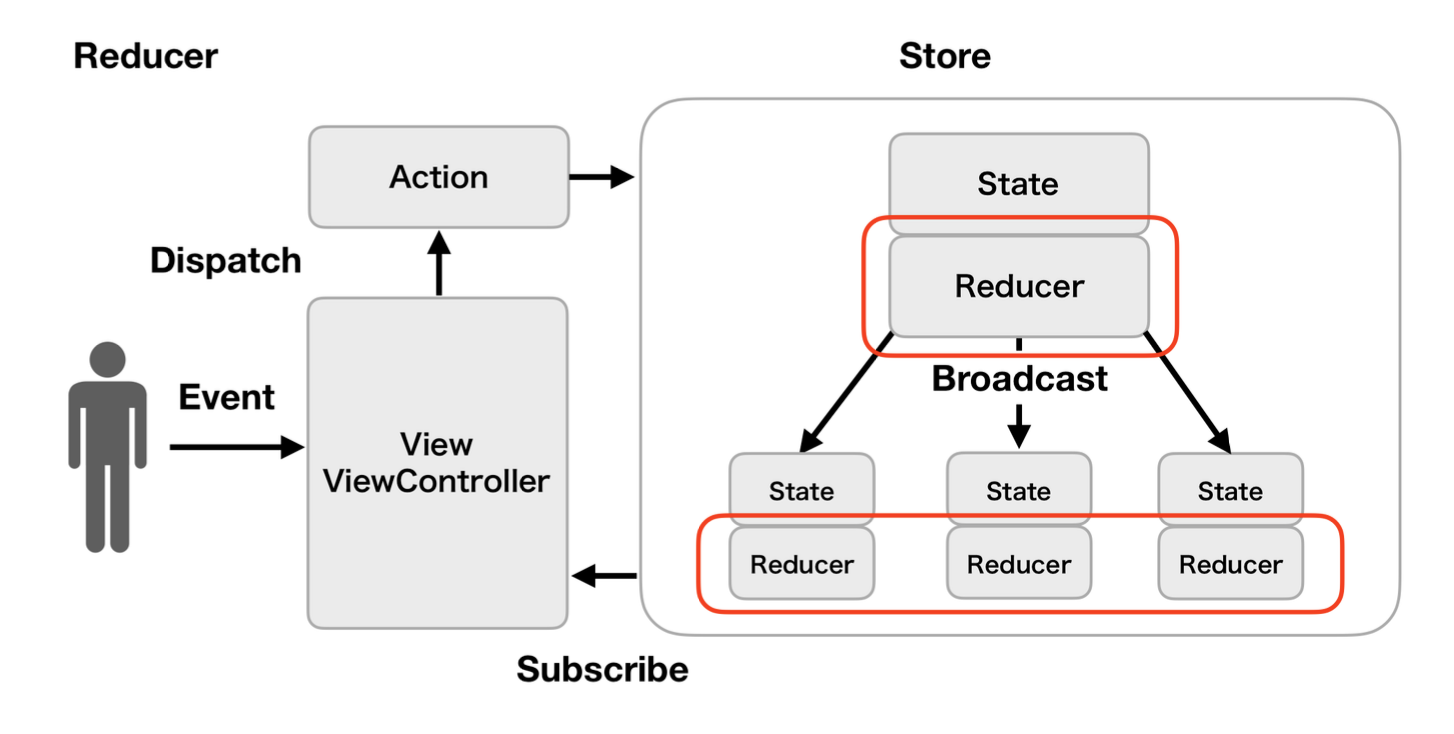 Reducer
Store
Action
State
Dispatch
Reducer
Event
Broadcast
View
ViewController
State
State
State
Reducer
Reducer
Reducer
Subscribe